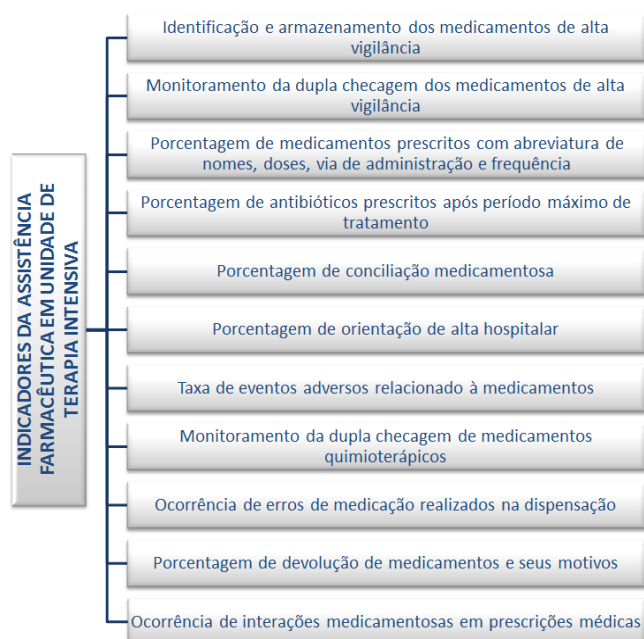 INDICADORES DA ASSISTÊNCIA
FARMACÊUTICA EM UNIDADE DE
TERAPIA INTENSIVA
Identificação e armazenamento dos medicamentos de alta
vigilância
Monitoramento da dupla checagem dos medicamentos de alta
vigilância
Porcentagem de medicamentos prescritos com abreviatura de
nomes, doses, via de administração e frequência
Porcentagem de antibióticos prescritos após período máximo de
tratamento
Porcentagem de conciliação medicamentosa
Porcentagem de orientação de alta hospitalar
Taxa de eventos adversos relacionado à medicamentos
Monitoramento da dupla checagem de medicamentos
quimioterápicos
Ocorrência de erros de medicação realizados na dispensação
Porcentagem de devolução de medicamentos e seus motivos
Ocorrência de interações medicamentosas em prescrições médicas